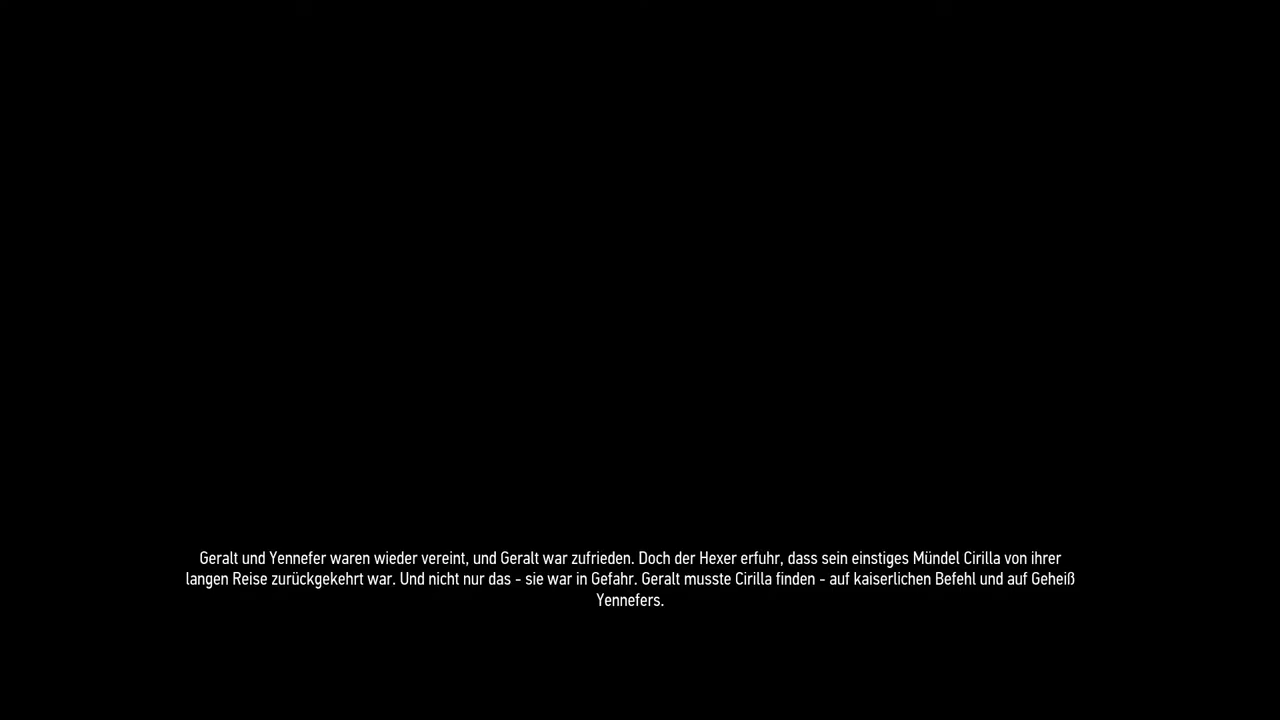 Geralt und Yennefer waren wieder vereint, und Geralt war zufrieden. Doch der Hexer erfuhr, dass sein einstiges Mündel Cirilla von ihrer
langen Reise zurückgekehrt war. Und nicht nur das - sie war in Gefahr. Geralt musste Cirilla finden - auf kaiserlichen Befehl und auf Geheiß
Yennefers.